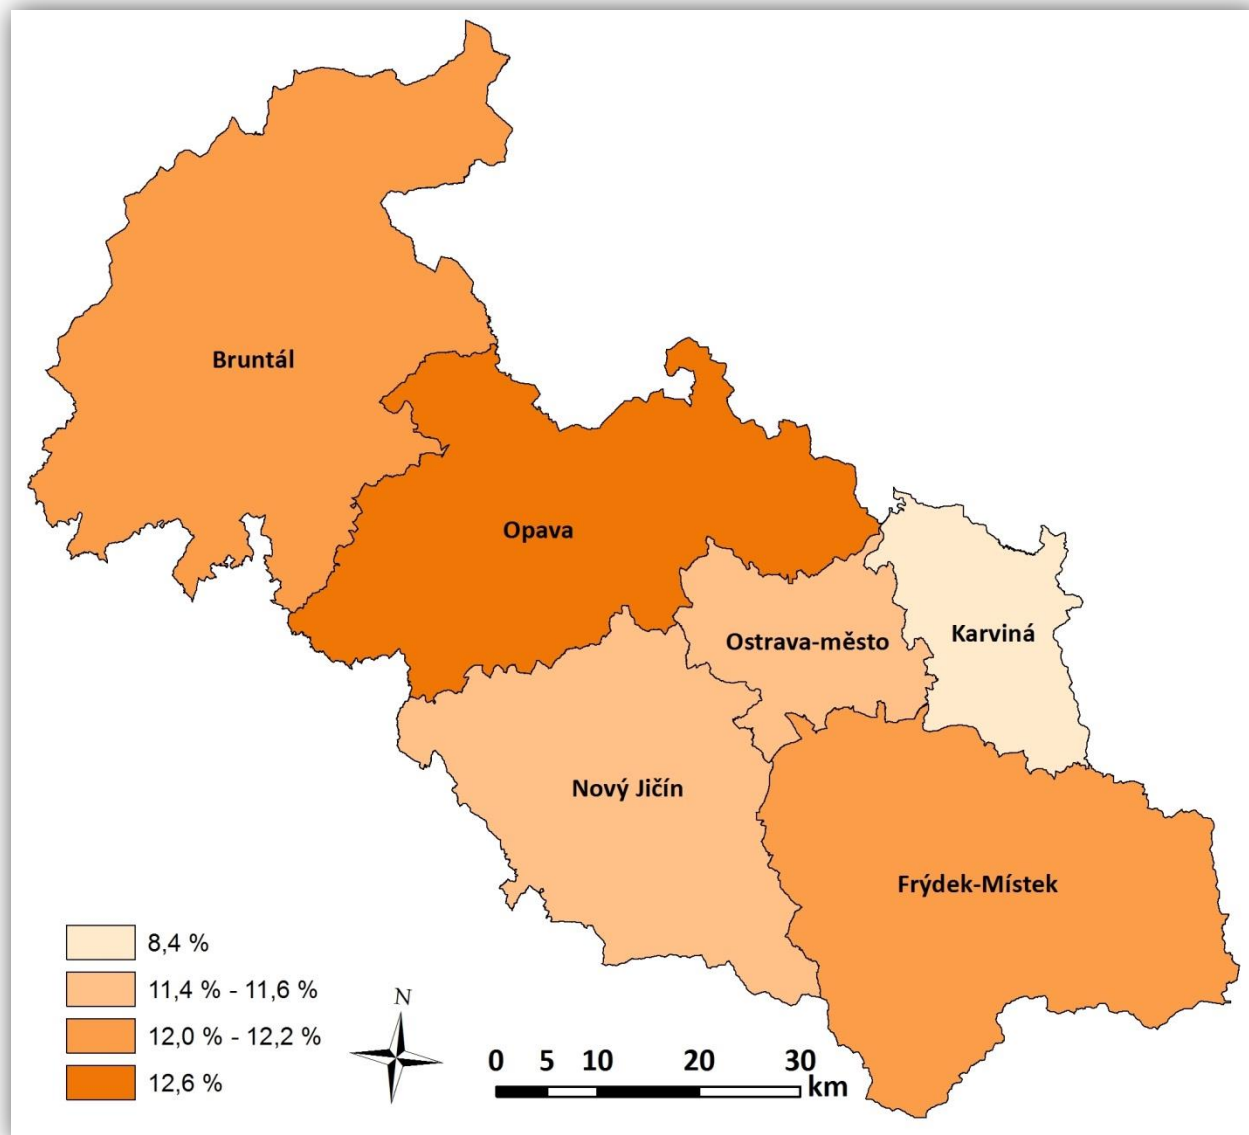 Bruntál
Opava
Ostrava-město
Karviná
Nový Jičín
Frýdek-Místek
8,4 %
11,4 % - 11,6 %
12,0 % - 12,2 %
12,6 %
N
0 5 10 20 30
km